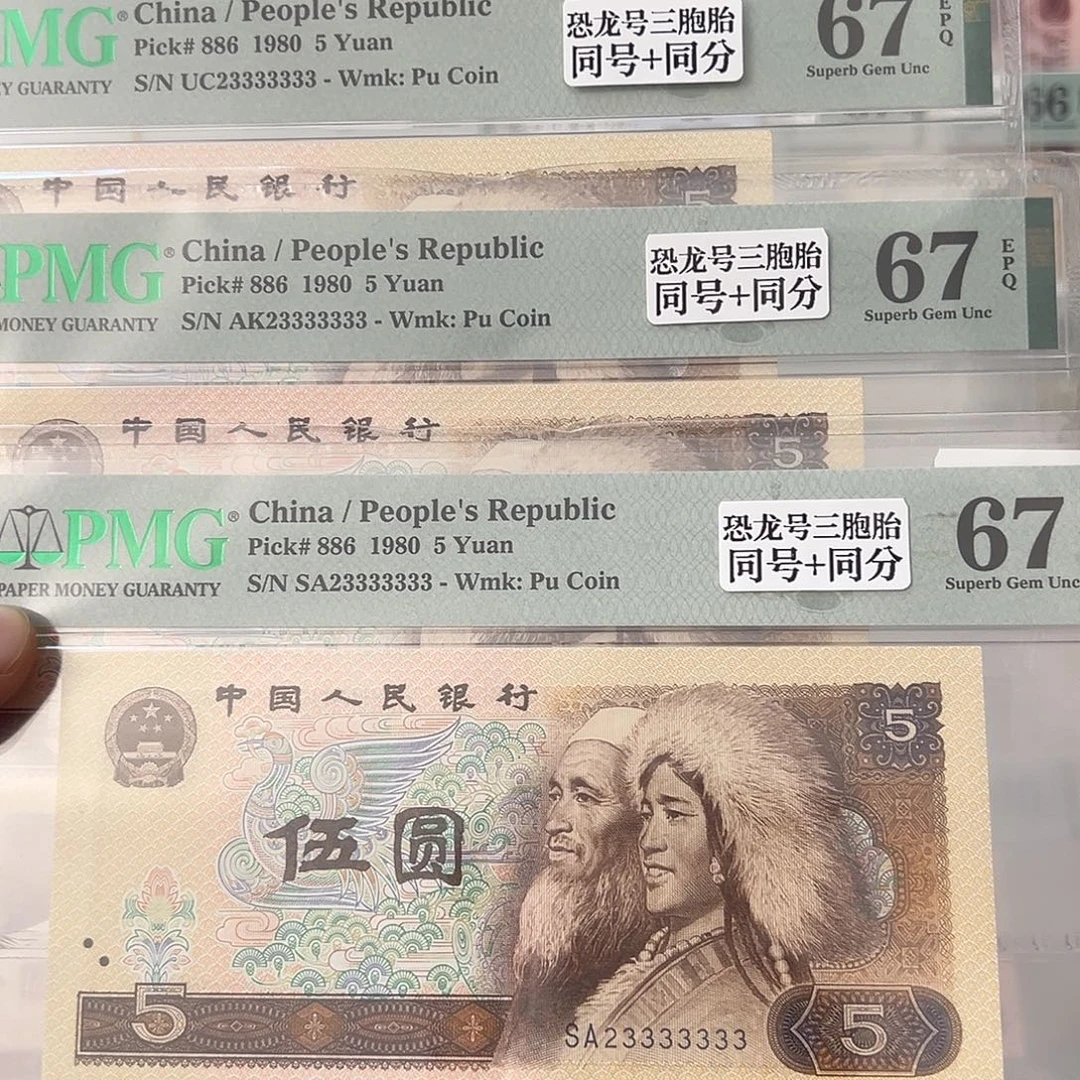 MG® China / People's Republic
Pick# 886 1980 5 Yuan
Y GUARANTY S/N UC23333333 - Wmk: Pu Coin
恐龙号三胞胎
同号+同分
67
EPQ
Superb Gem Unc
66
中国人民银行
5
PMG® China / People's Republic
Pick# 886 1980 5 Yuan
MONEY GUARANTY S/N AK23333333 - Wmk: Pu Coin
恐龙号三胞胎
同号+同分
67
EPQ
Superb Gem Unc
中国人民银行
5
PMG® China / People's Republic
Pick# 886 1980 5 Yuan
PAPER MONEY GUARANTY S/N SA23333333 - Wmk: Pu Coin
恐龙号三胞胎
同号+同分
67
Superb Gem Unc
中国人民银行
5
伍圆
5
SA23333333
5